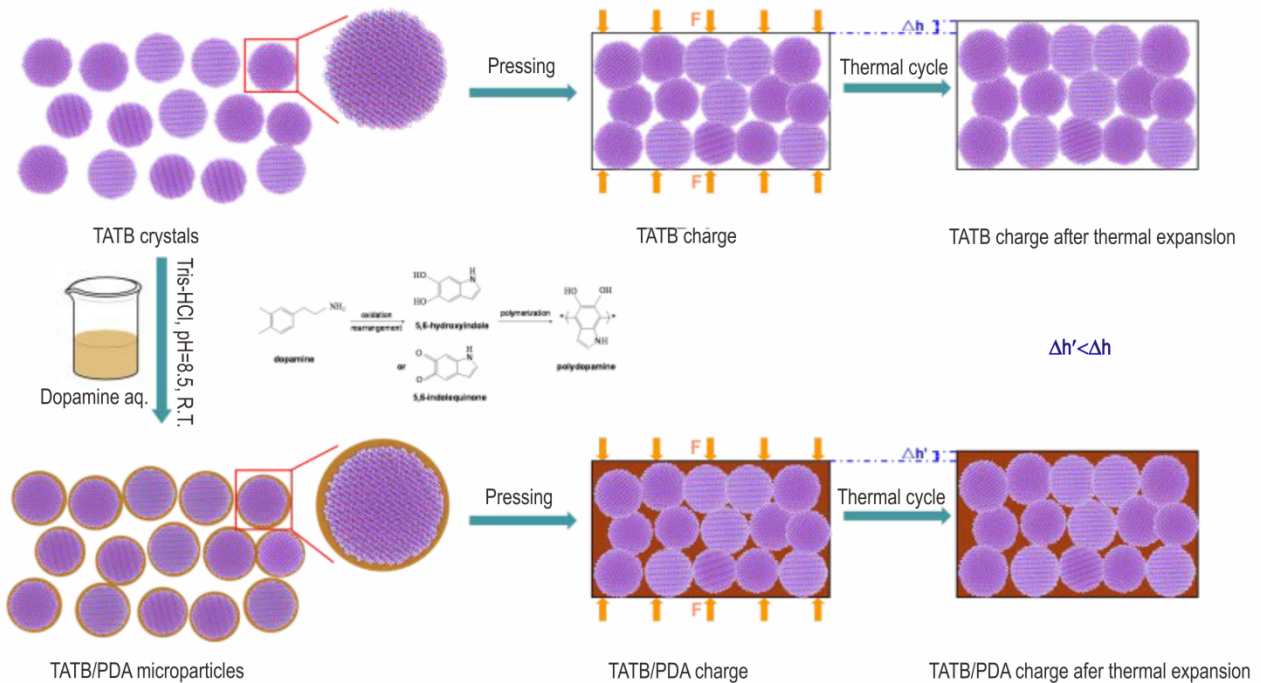 F
Δh
Pressing
Thermal cycle
F
TATB crystals
TATB charge
TATB charge after thermal expanslon
Tris-HCl, pH=8.5, R.T.
Dopamine aq.
NH2
dopamine
oxidation
rearrangement
HO
HO
H
N
5,6-hydroxyindole
or
O
O
H
N
5,6-indolequinone
polymerization
HO
OH
*
*
NH
polydopamine
Δh'<Δh
F
Δh'
Pressing
Thermal cycle
F
TATB/PDA microparticles
TATB/PDA charge
TATB/PDA charge afer thermal expansion